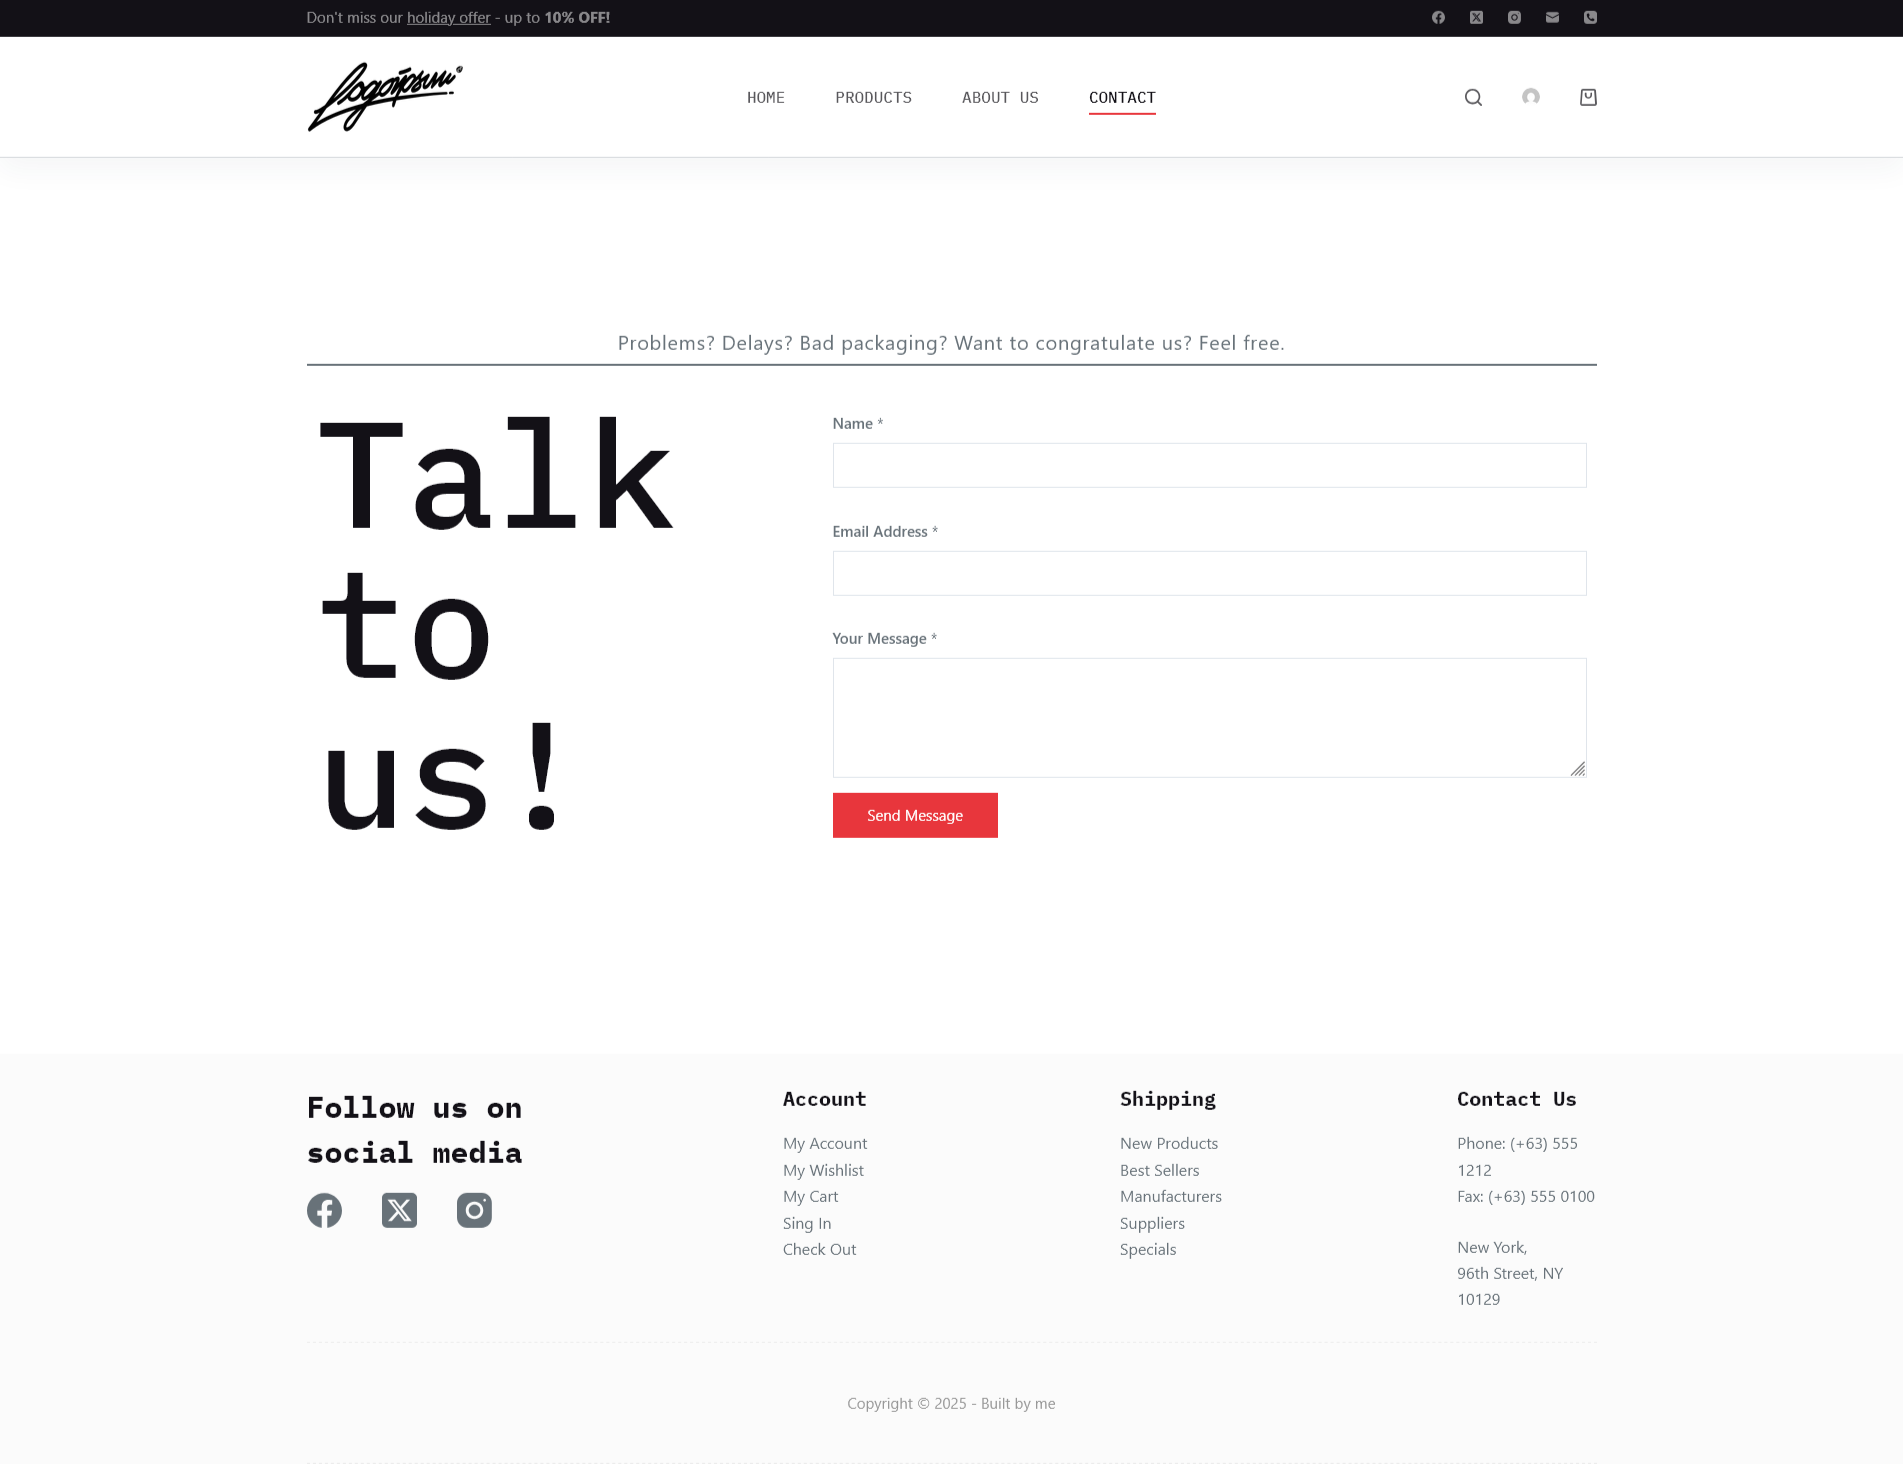 Don't miss our holiday offer - up to 10% OFF!
Logoipsum
HOME PRODUCTS ABOUT US CONTACT
Problems? Delays? Bad packaging? Want to congratulate us? Feel free.
Talk
to
us!
Name *
Email Address *
Your Message *
Send Message
Follow us on
social media
Account
My Account
My Wishlist
My Cart
Sing In
Check Out
Shipping
New Products
Best Sellers
Manufacturers
Suppliers
Specials
Contact Us
Phone: (+63) 555
1212
Fax: (+63) 555 0100
New York,
96th Street, NY
10129
Copyright © 2025 - Built by me